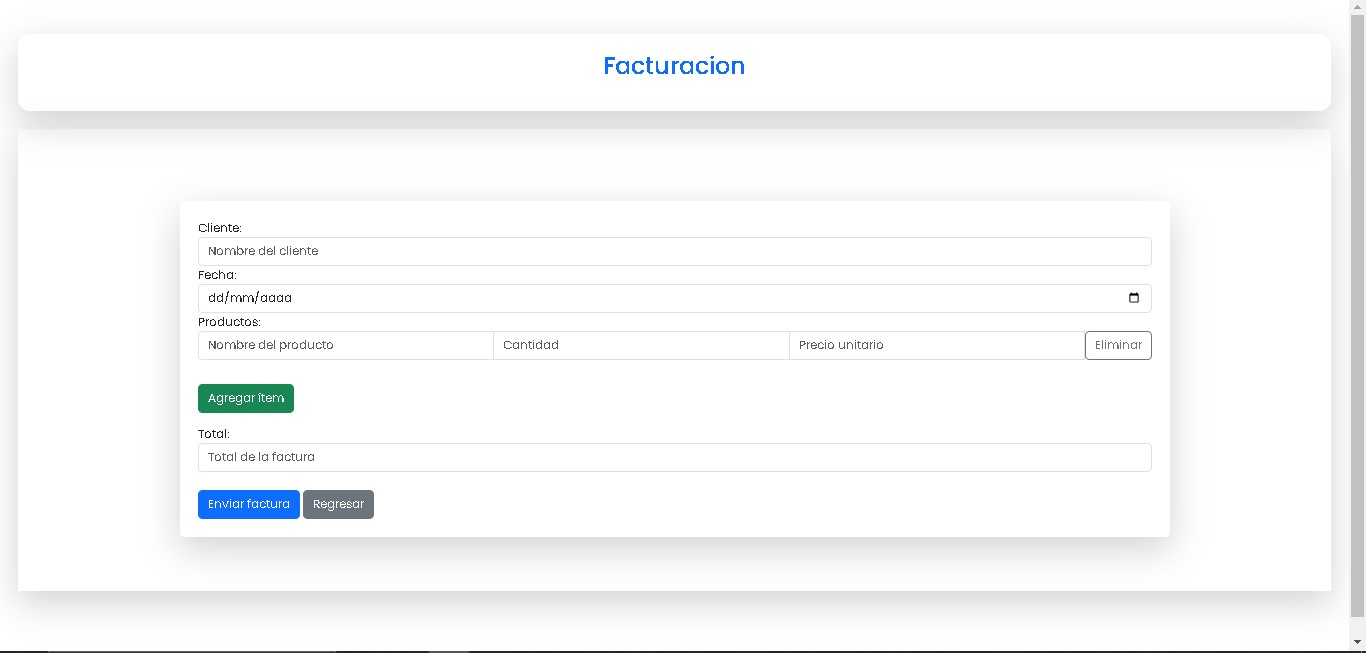 Facturacion
Cliente:
Nombre del cliente
Fecha:
dd/mm/aaaa
Productos:
Nombre del producto Cantidad Precio unitario Eliminar
Agregar ítem
Total:
Total de la factura
Enviar factura Regresar